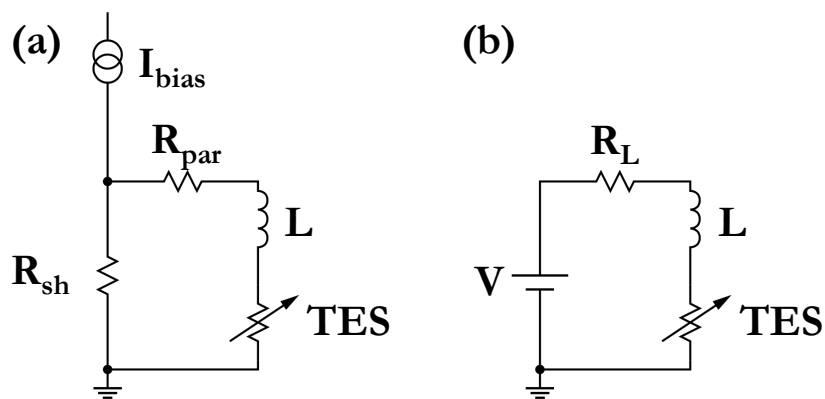 (a)
I_bias
R_par
L
R_sh
TES
(b)
R_L
L
V
TES